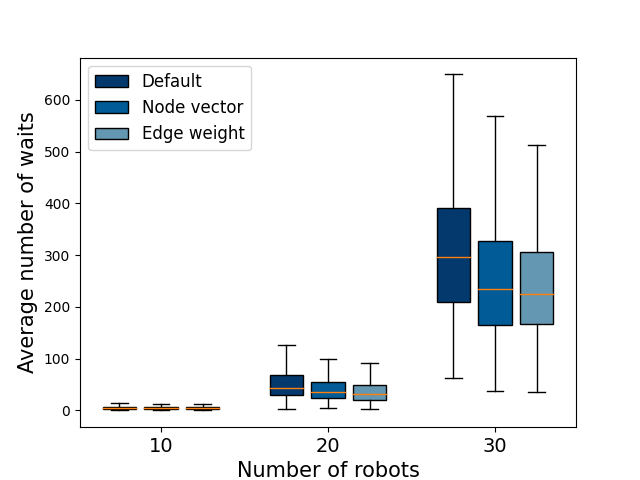 Default
Node vector
Edge weight
Average number of waits
600
500
400
300
200
100
0
10 20 30
Number of robots